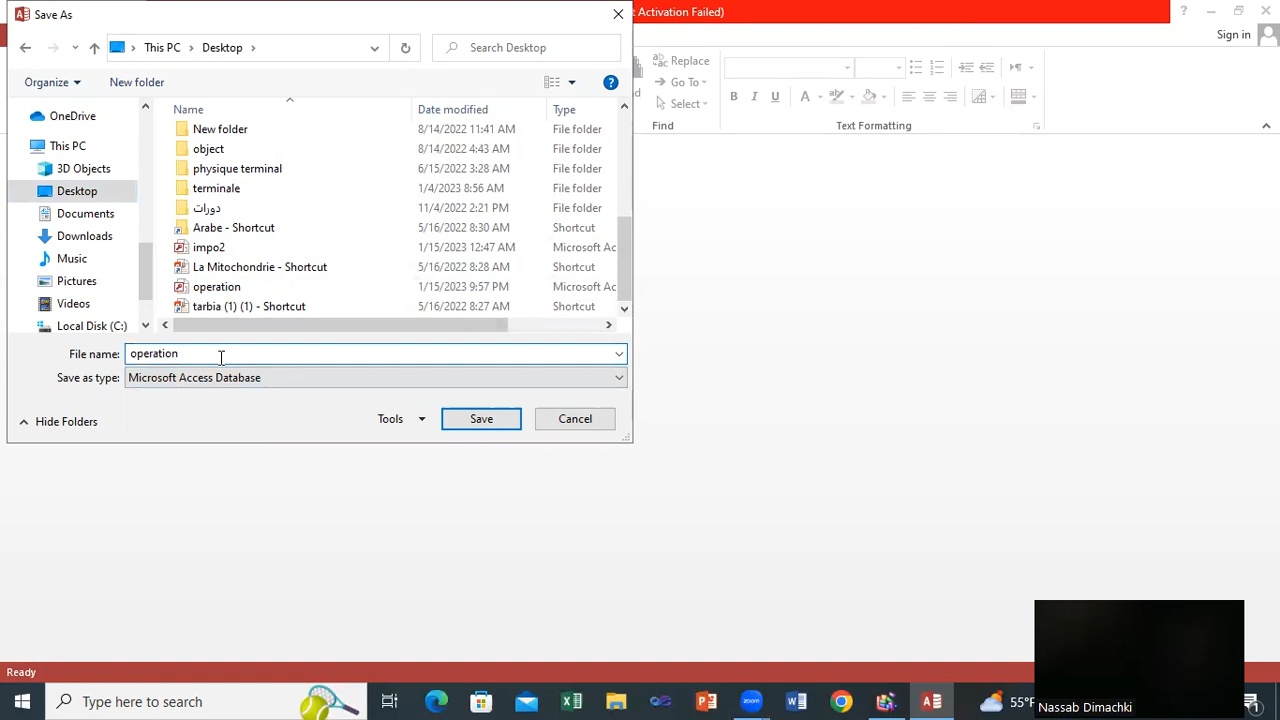 Save As
t Activation Failed)
Sign in
This PC
Desktop
Search Desktop
Organize
New folder
Replace
Go To
Select
nd
Find
B I U
A
Text Formatting
OneDrive
This PC
3D Objects
Desktop
Documents
Downloads
Music
Pictures
Videos
Local Disk (C:)
Name Date modified Type
New folder 8/14/2022 11:41 AM File folder
object 8/14/2022 4:43 AM File folder
physique terminal 6/15/2022 3:28 AM File folder
terminale 1/4/2023 8:56 AM File folder
دورات 11/4/2022 2:21 PM File folder
Arabe - Shortcut 5/16/2022 8:30 AM Shortcut
impo2 1/15/2023 12:47 AM Microsoft Ac
La Mitochondrie - Shortcut 5/16/2022 8:28 AM Shortcut
operation 1/15/2023 9:57 PM Microsoft Ac
tarbia (1) (1) - Shortcut 5/16/2022 8:27 AM Shortcut
File name: operation
Save as type: Microsoft Access Database
Hide Folders
Tools
Save
Cancel
Ready
Type here to search
zoom
55°F
Nassab Dimachki
1